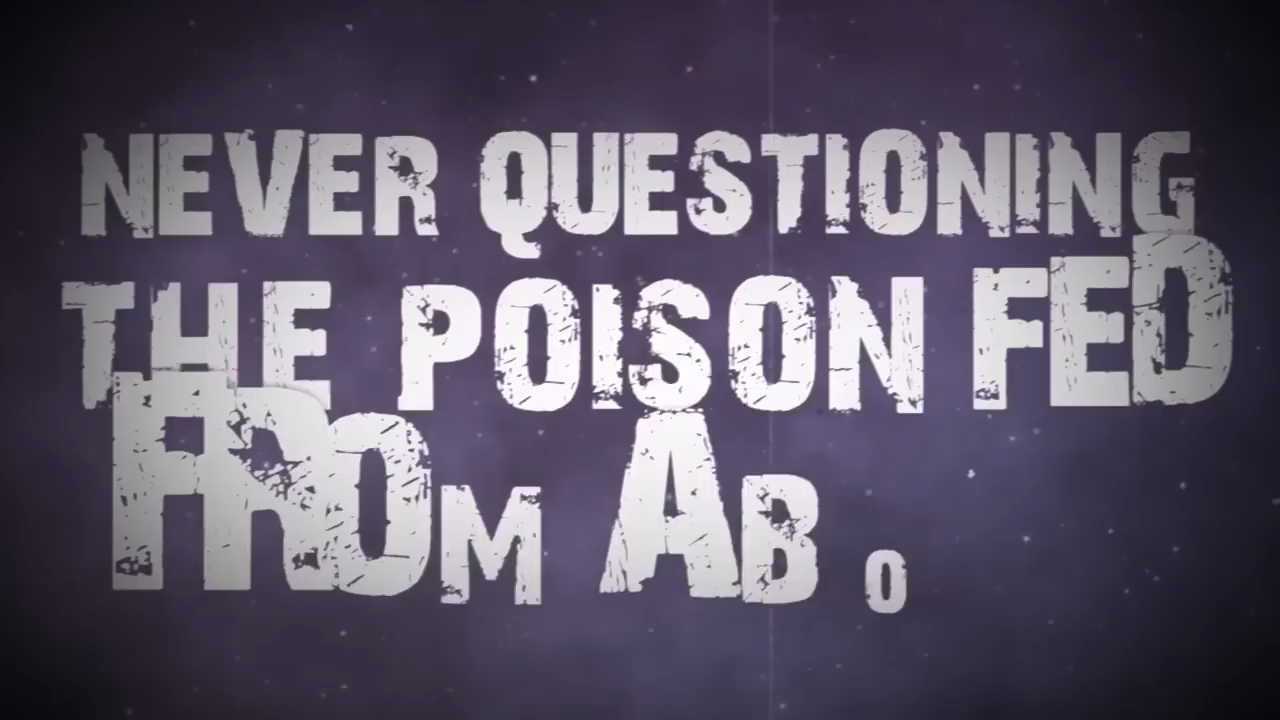 NEVER QUESTIONING
THE POISON FED
FROM AB O